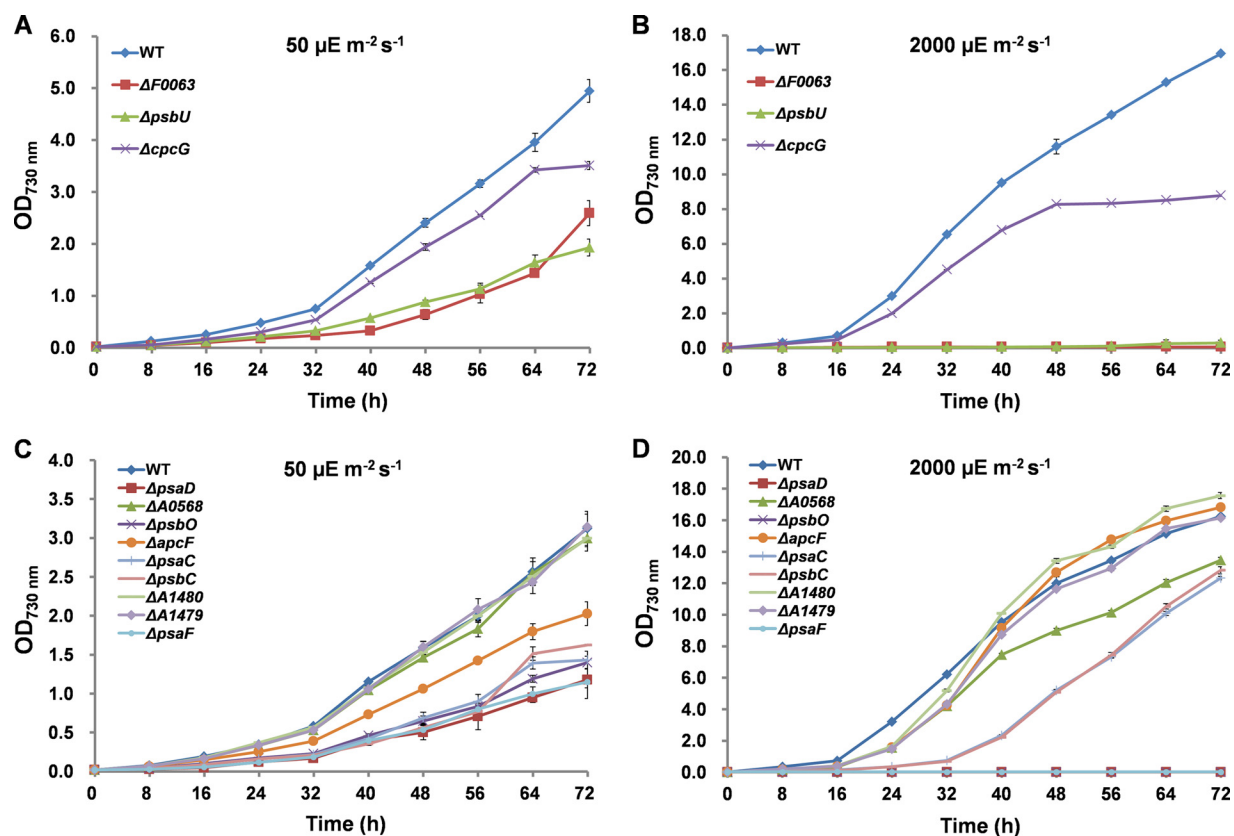 A
50 µE m-2 s-1
WT
ΔF0063
ΔpsbU
ΔcpcG
OD730 nm
6.0
5.0
4.0
3.0
2.0
1.0
0.0
0 8 16 24 32 40 48 56 64 72
Time (h)
B
2000 µE m-2 s-1
WT
ΔF0063
ΔpsbU
ΔcpcG
OD730 nm
18.0
16.0
14.0
12.0
10.0
8.0
6.0
4.0
2.0
0.0
0 8 16 24 32 40 48 56 64 72
Time (h)
C
50 µE m-2 s-1
WT
ΔpsaD
ΔA0568
ΔpsbO
ΔapcF
ΔpsaC
ΔpsbC
ΔA1480
ΔA1479
ΔpsaF
OD730 nm
4.0
3.5
3.0
2.5
2.0
1.5
1.0
0.5
0.0
0 8 16 24 32 40 48 56 64 72
Time (h)
D
2000 µE m-2 s-1
WT
ΔpsaD
ΔA0568
ΔpsbO
ΔapcF
ΔpsaC
ΔpsbC
ΔA1480
ΔA1479
ΔpsaF
OD730 nm
20.0
18.0
16.0
14.0
12.0
10.0
8.0
6.0
4.0
2.0
0.0
0 8 16 24 32 40 48 56 64 72
Time (h)